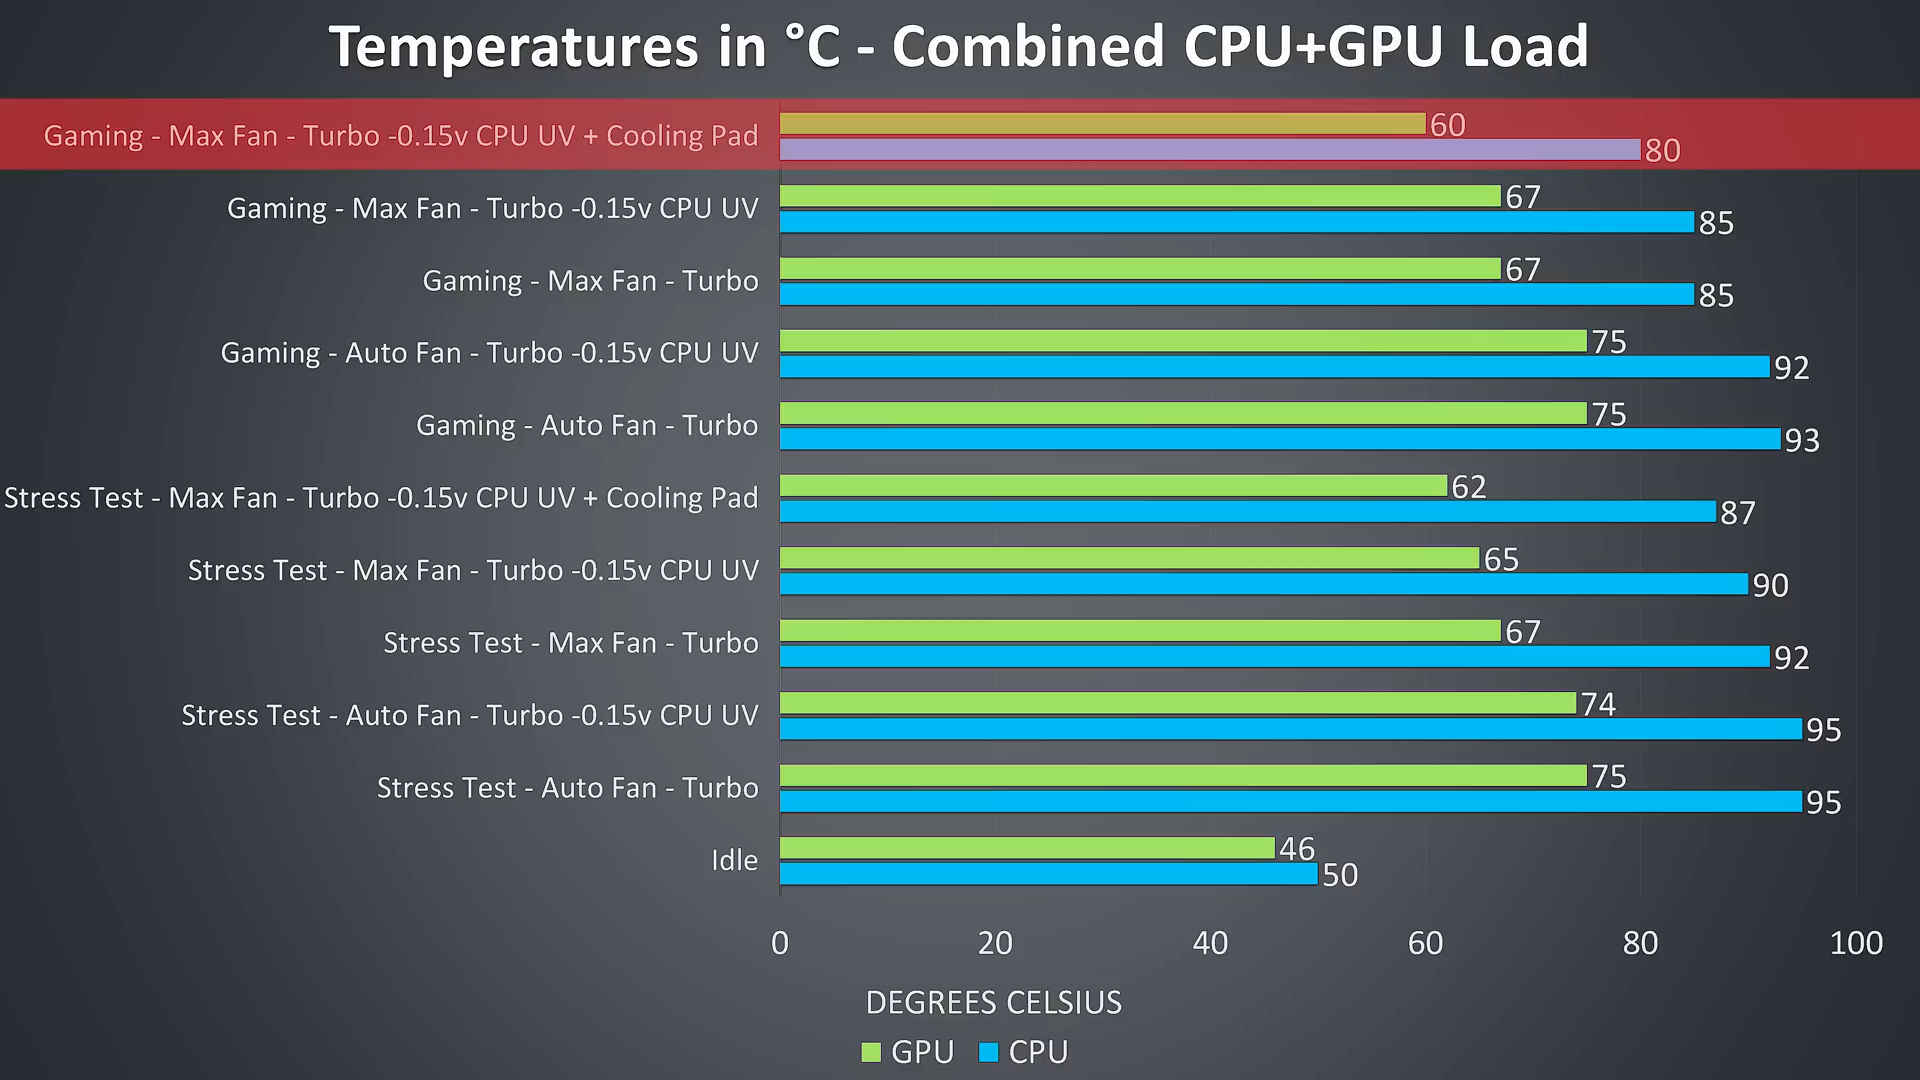 Temperatures in °C - Combined CPU+GPU Load
Gaming - Max Fan - Turbo -0.15v CPU UV + Cooling Pad
60
80
Gaming - Max Fan - Turbo -0.15v CPU UV
67
85
Gaming - Max Fan - Turbo
67
85
Gaming - Auto Fan - Turbo -0.15v CPU UV
75
92
Gaming - Auto Fan - Turbo
75
93
Stress Test - Max Fan - Turbo -0.15v CPU UV + Cooling Pad
62
87
Stress Test - Max Fan - Turbo -0.15v CPU UV
65
90
Stress Test - Max Fan - Turbo
67
92
Stress Test - Auto Fan - Turbo -0.15v CPU UV
74
95
Stress Test - Auto Fan - Turbo
75
95
Idle
46
50
0 20 40 60 80 100
DEGREES CELSIUS
GPU CPU